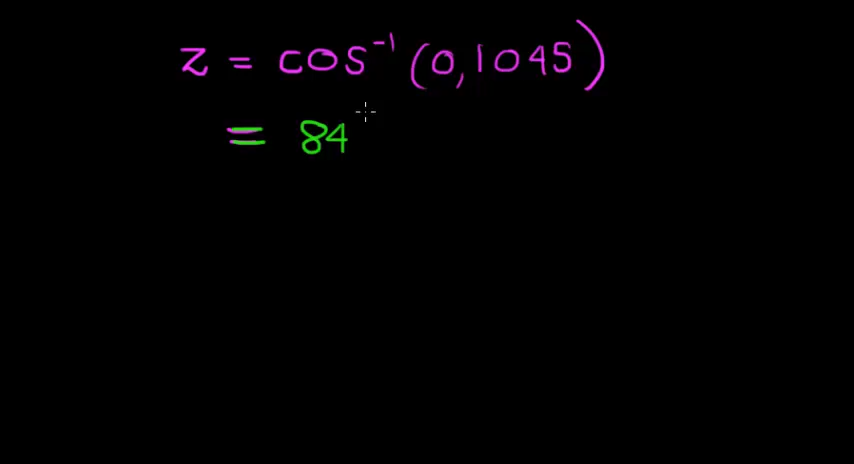 z = cos⁻¹(0,1045)
= 84